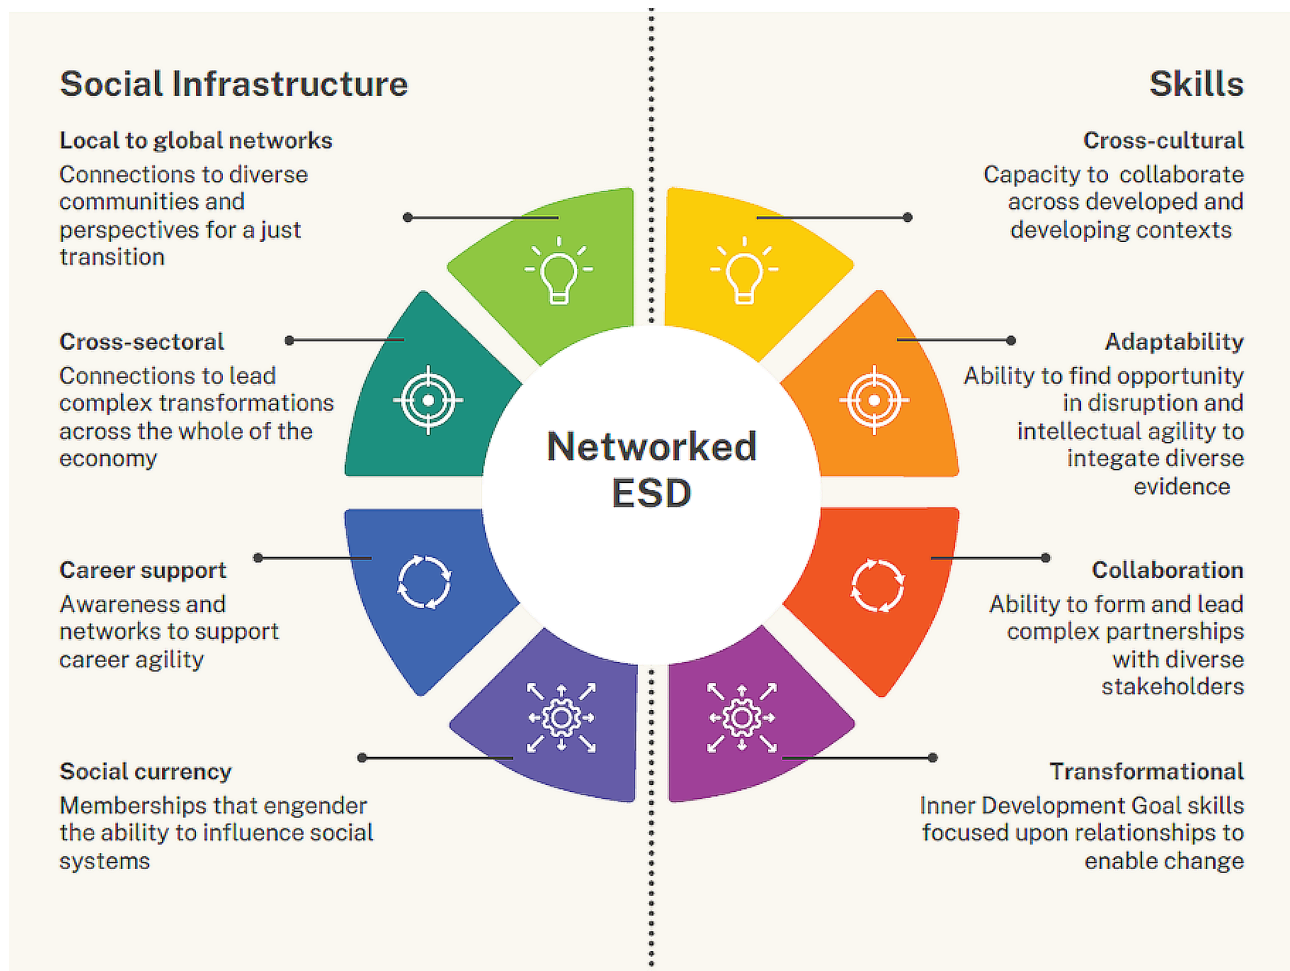 Social Infrastructure
Local to global networks
Connections to diverse
communities and
perspectives for a just
transition
Cross-sectoral
Connections to lead
complex transformations
across the whole of the
economy
Career support
Awareness and
networks to support
career agility
Social currency
Memberships that engender
the ability to influence social
systems
Networked
ESD
Skills
Cross-cultural
Capacity to collaborate
across developed and
developing contexts
Adaptability
Ability to find opportunity
in disruption and
intellectual agility to
integate diverse
evidence
Collaboration
Ability to form and lead
complex partnerships
with diverse
stakeholders
Transformational
Inner Development Goal skills
focused upon relationships to
enable change